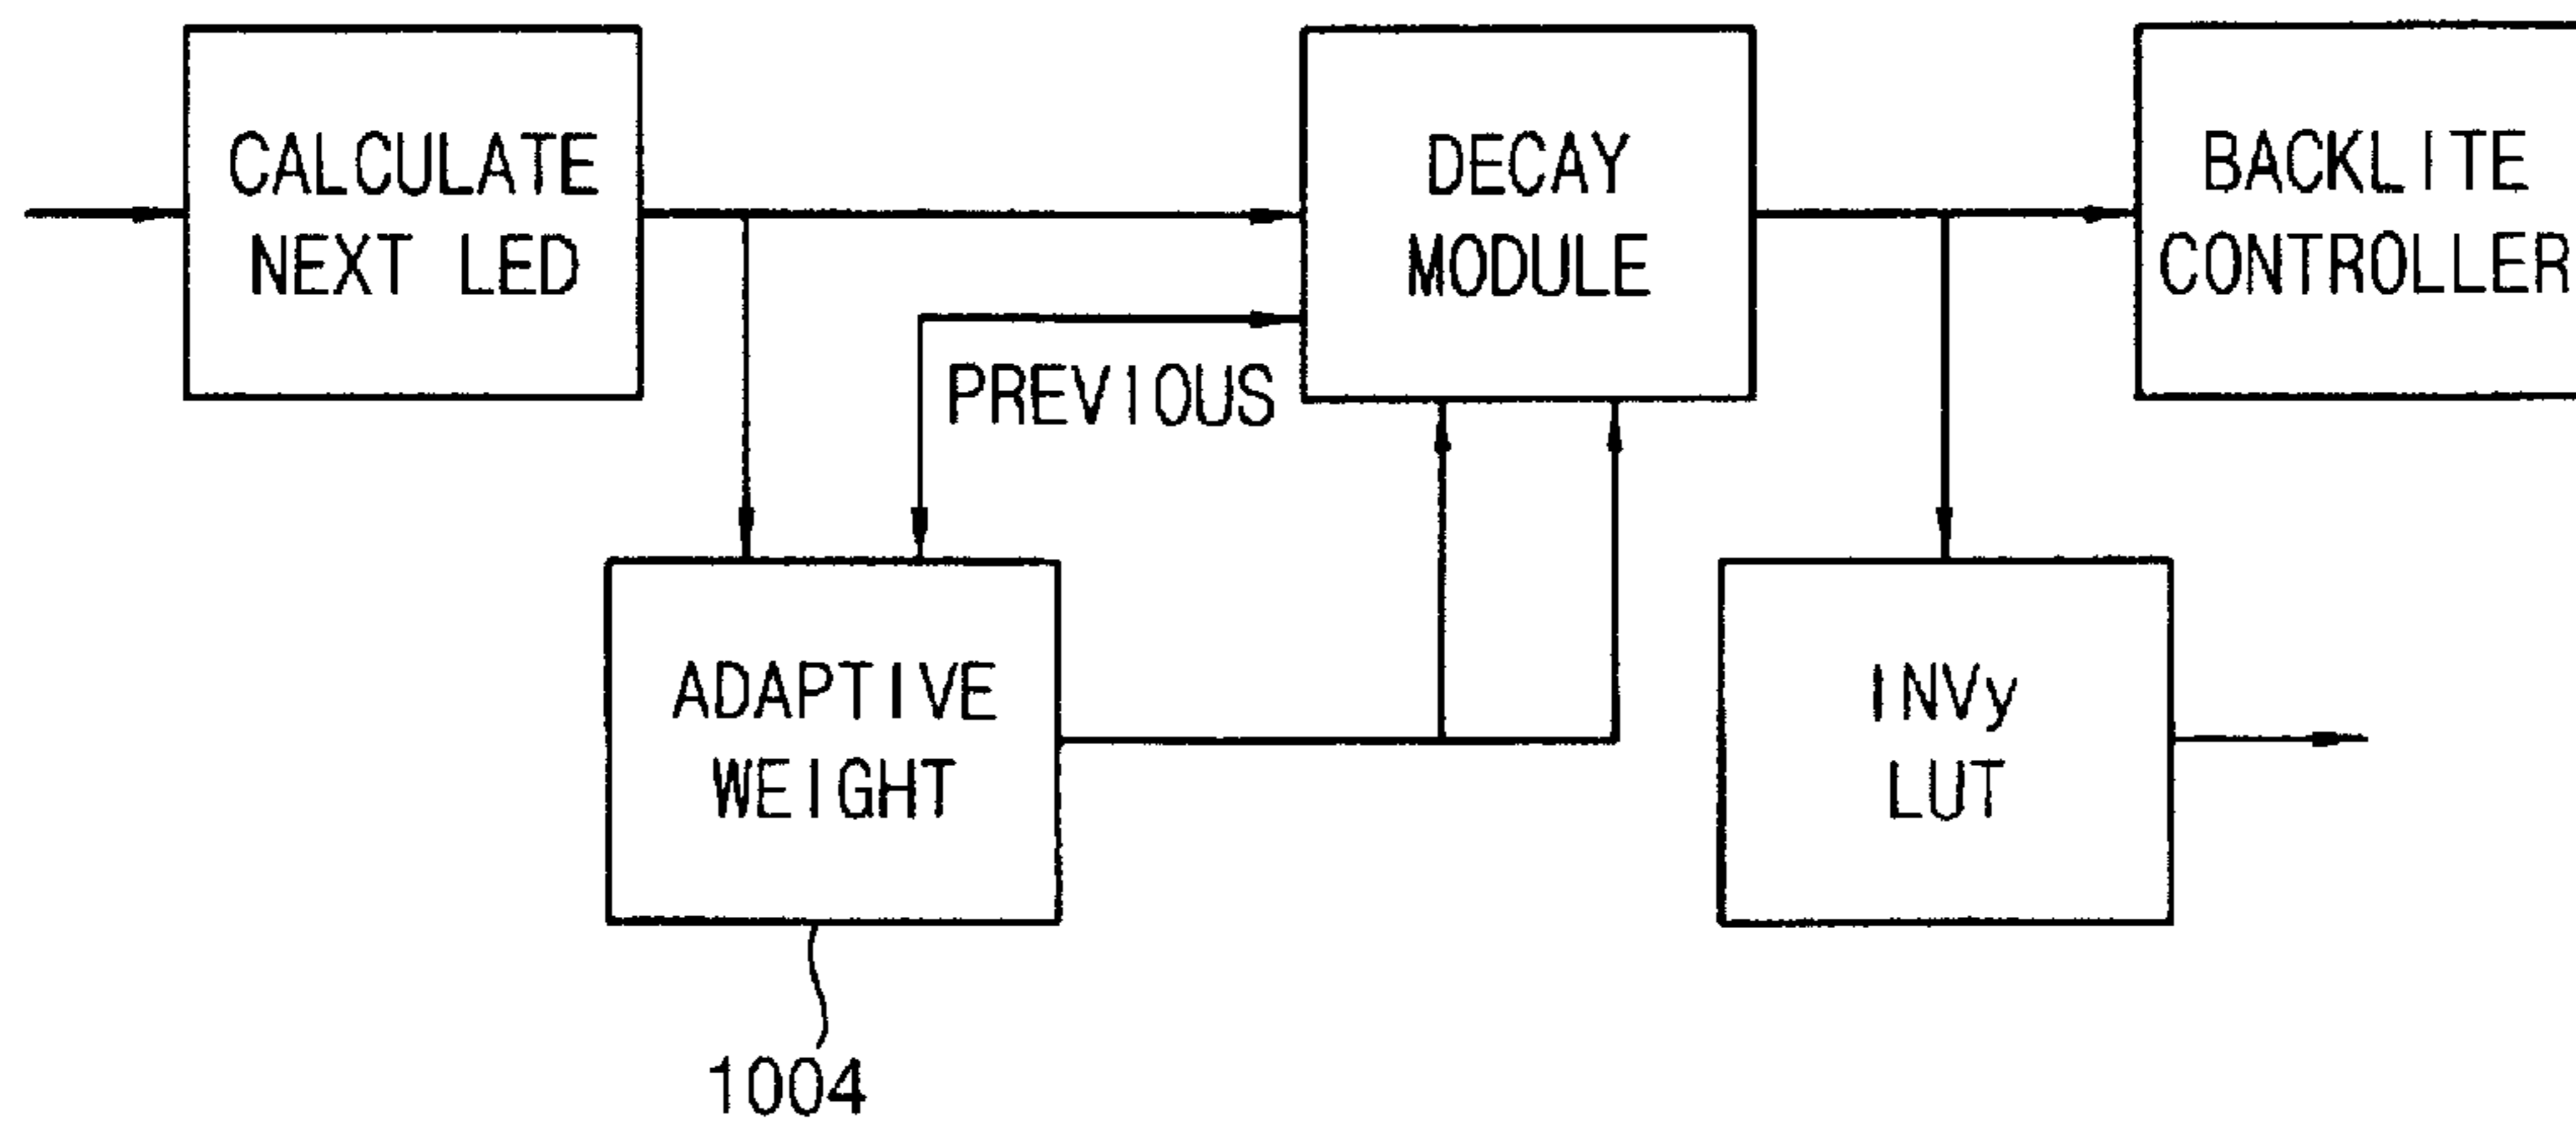 CALCULATE
NEXT LED
DECAY
MODULE
BACKLITE
CONTROLLER
PREVIOUS
ADAPTIVE
WEIGHT
INVy
LUT
1004